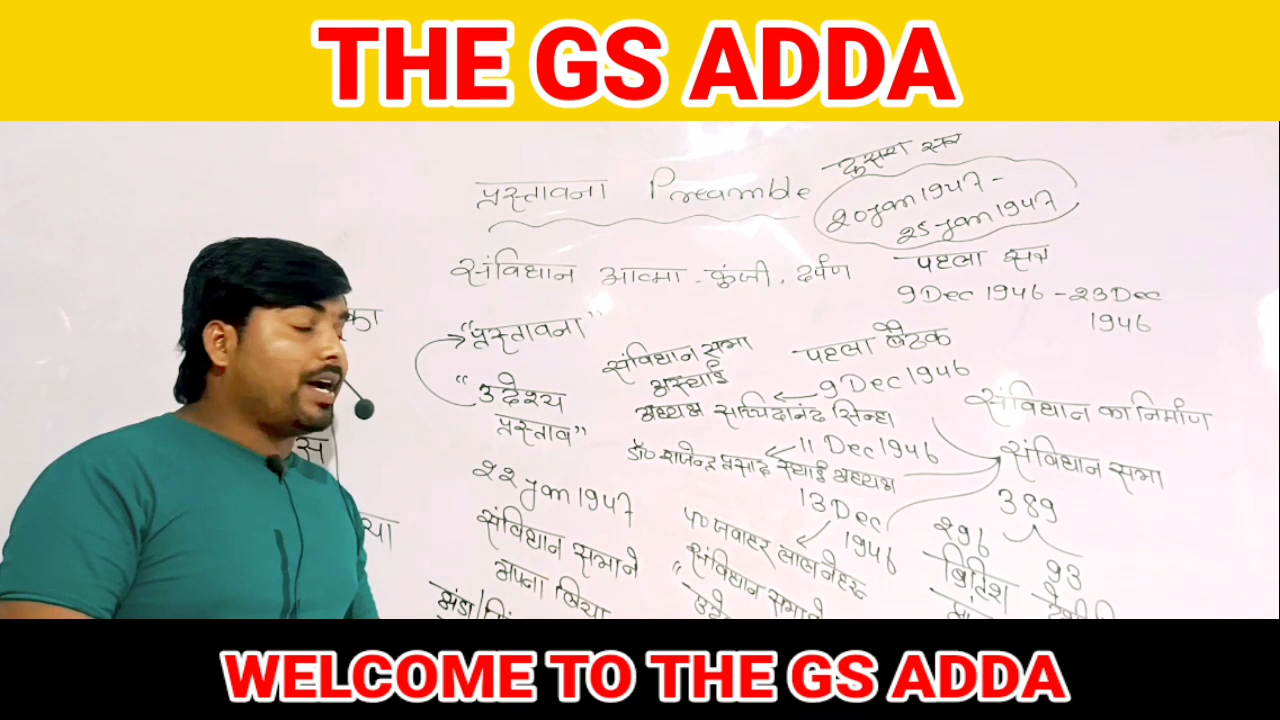 THE GS ADDA
दुसरा सत्र
प्रस्तावना Preamble
20 Jan 1947 -
25 Jan 1947
संविधान आत्मा . कुंजी . दर्पण
पहला सत्र
9 Dec 1946 - 23 Dec
1946
का
"प्रस्तावना"
संविधान सभा
अस्थाई
पहला बैठक
9 Dec 1946
"उद्देश्य
प्रस्ताव"
अध्यक्ष सच्चिदानंद सिन्हा
संविधान का निर्माण
11 Dec 1946
डॉ० राजेन्द्र प्रसाद स्थाई अध्यक्ष
संविधान सभा
389
स
22 Jan 1947
13 Dec
1946
296
93
या
संविधान सभा ने
अपना लिया
पं० जवाहर लाल नेहरू
संविधान सभा में
"उद्दे
ब्रिटिश
झंडा/
WELCOME TO THE GS ADDA